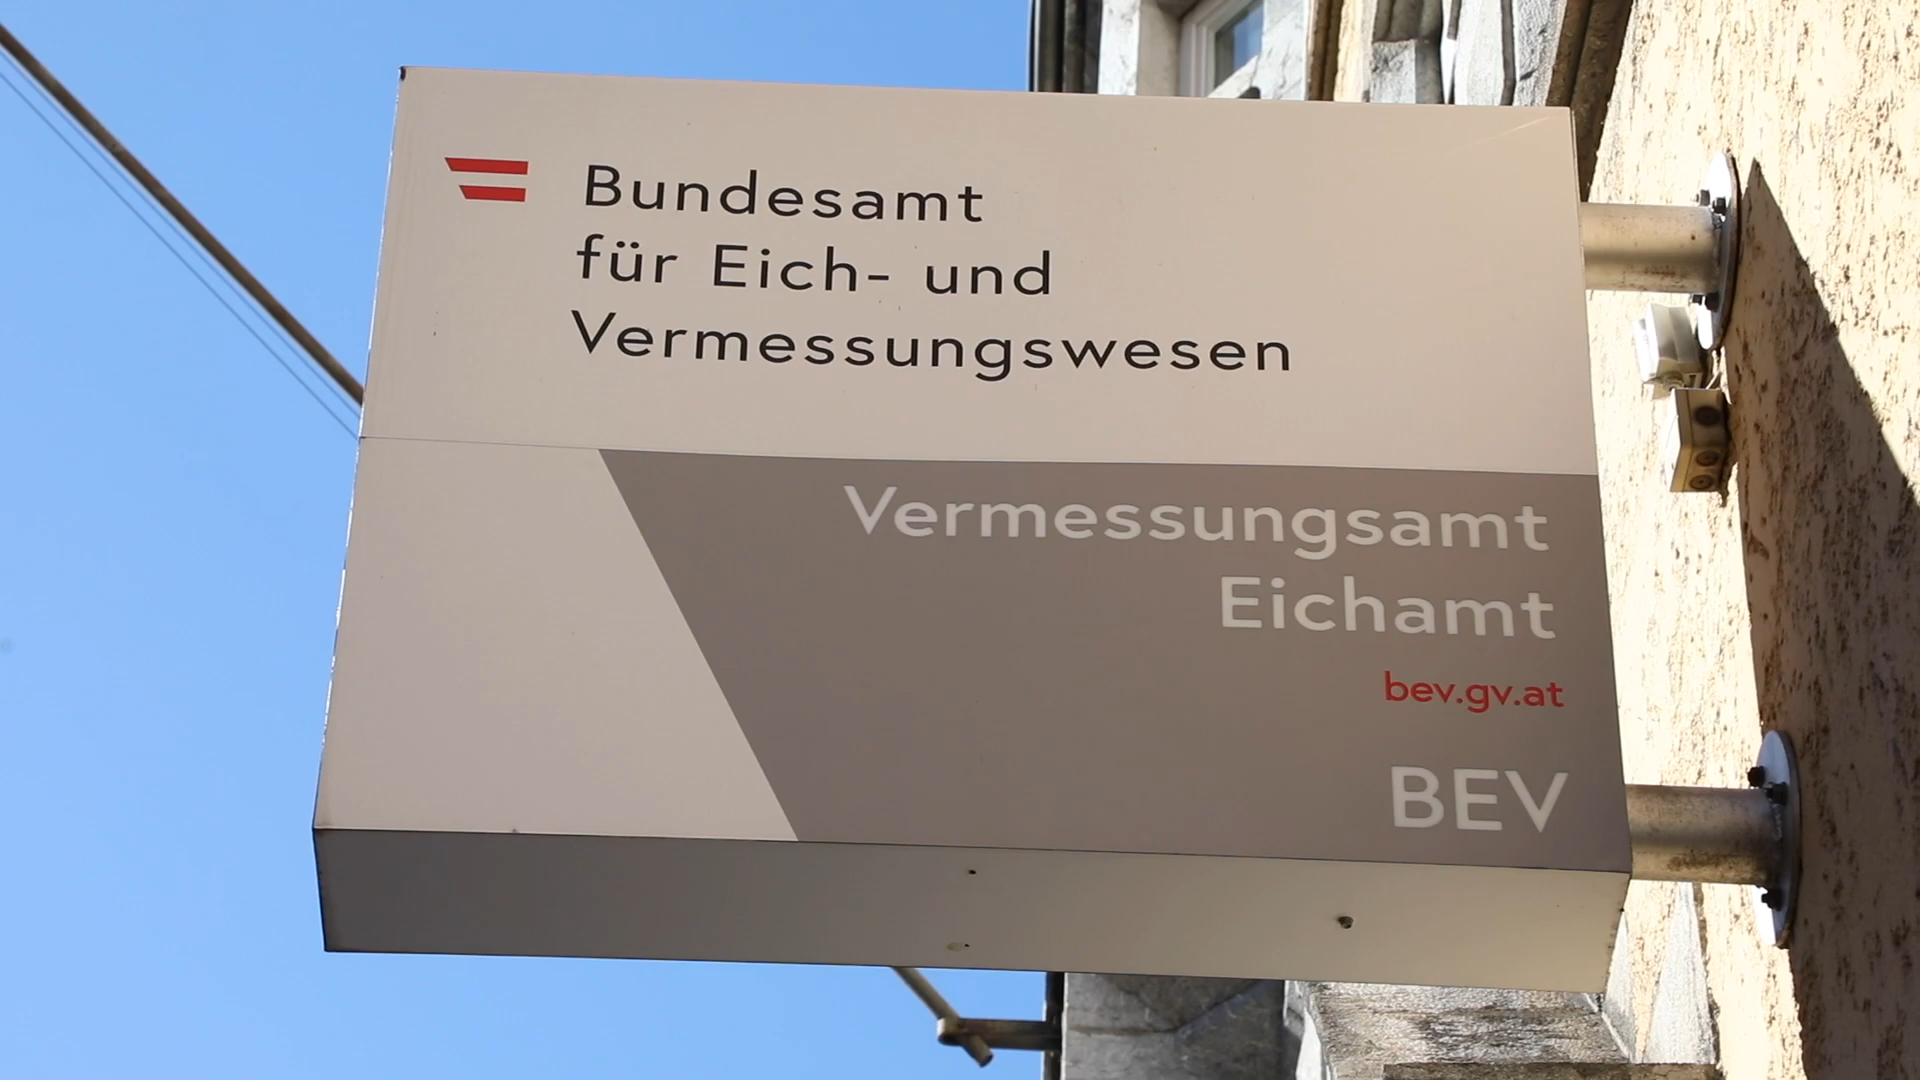 Bundesamt
für Eich- und
Vermessungswesen
Vermessungsamt
Eichamt
bev.gv.at
BEV